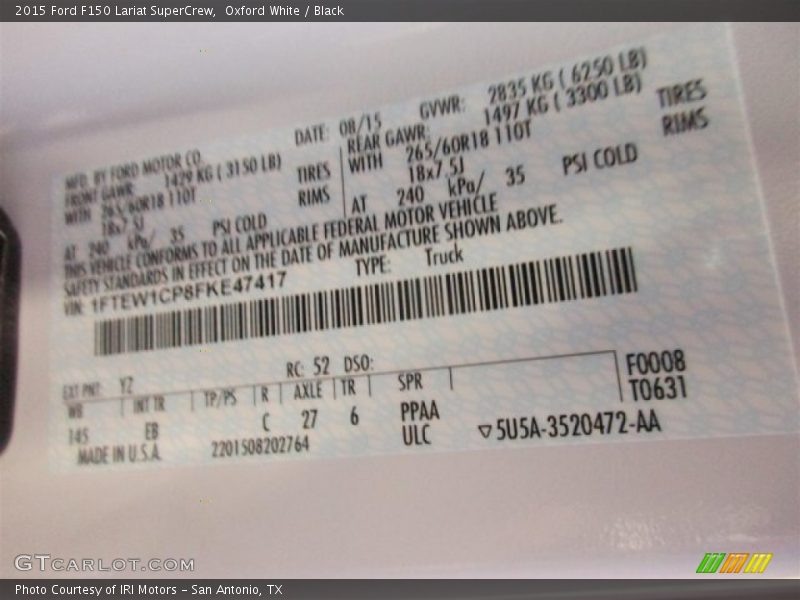 2015 Ford F150 Lariat SuperCrew,  Oxford White / Black
MFD. BY FORD MOTOR CO.
DATE: 08/15 GVWR: 2835 KG ( 6250 LB)
FRONT GAWR: 1429 KG ( 3150 LB)
REAR GAWR: 1497 KG ( 3300 LB)
WITH 265/60R18 110T TIRES
WITH 265/60R18 110T TIRES
18x7.5J RIMS
18x7.5J RIMS
AT 240 kPa/ 35 PSI COLD
AT 240 kPa/ 35 PSI COLD
THIS VEHICLE CONFORMS TO ALL APPLICABLE FEDERAL MOTOR VEHICLE
SAFETY STANDARDS IN EFFECT ON THE DATE OF MANUFACTURE SHOWN ABOVE.
VIN: 1FTEW1CP8FKE47417 TYPE: Truck
EXT PNT: YZ RC: 52 DSO: F0008
WB INT TR TP/PS R AXLE TR SPR T0631
145 EB C 27 6 PPAA
MADE IN U.S.A. 2201508202764 ULC ▽5U5A-3520472-AA
GTCARLOT.COM
Photo Courtesy of IRI Motors – San Antonio, TX